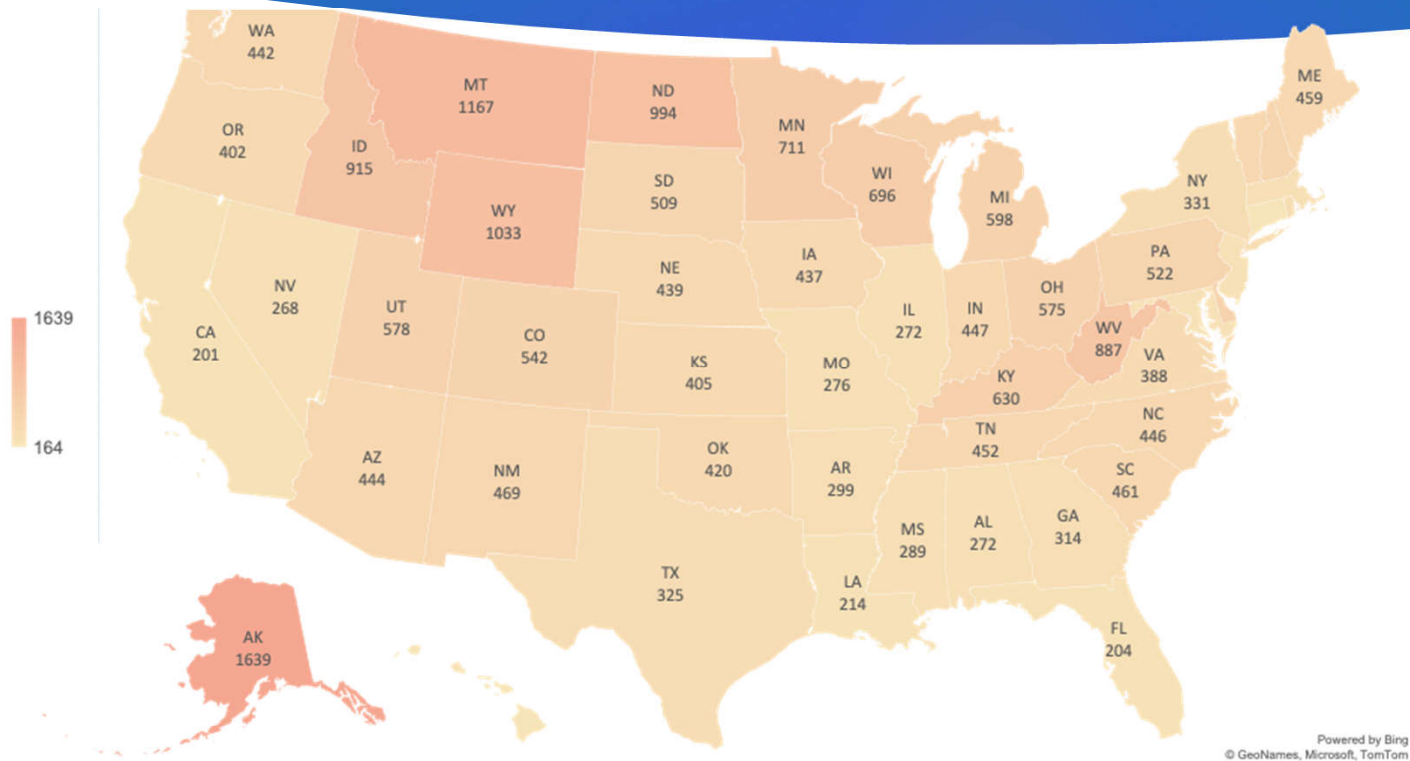 WA
442
MT
1167
ND
994
ME
459
OR
402
ID
915
MN
711
WI
696
SD
509
MI
598
NY
331
WY
1033
PA
522
IA
437
NE
439
NV
268
OH
575
UT
578
IL
272
IN
447
1639
CA
201
CO
542
WV
887
VA
388
KS
405
MO
276
KY
630
164
NC
446
TN
452
AZ
444
NM
469
OK
420
AR
299
SC
461
MS
289
AL
272
GA
314
TX
325
LA
214
FL
204
AK
1639
Powered by Bing
© GeoNames, Microsoft, TomTom